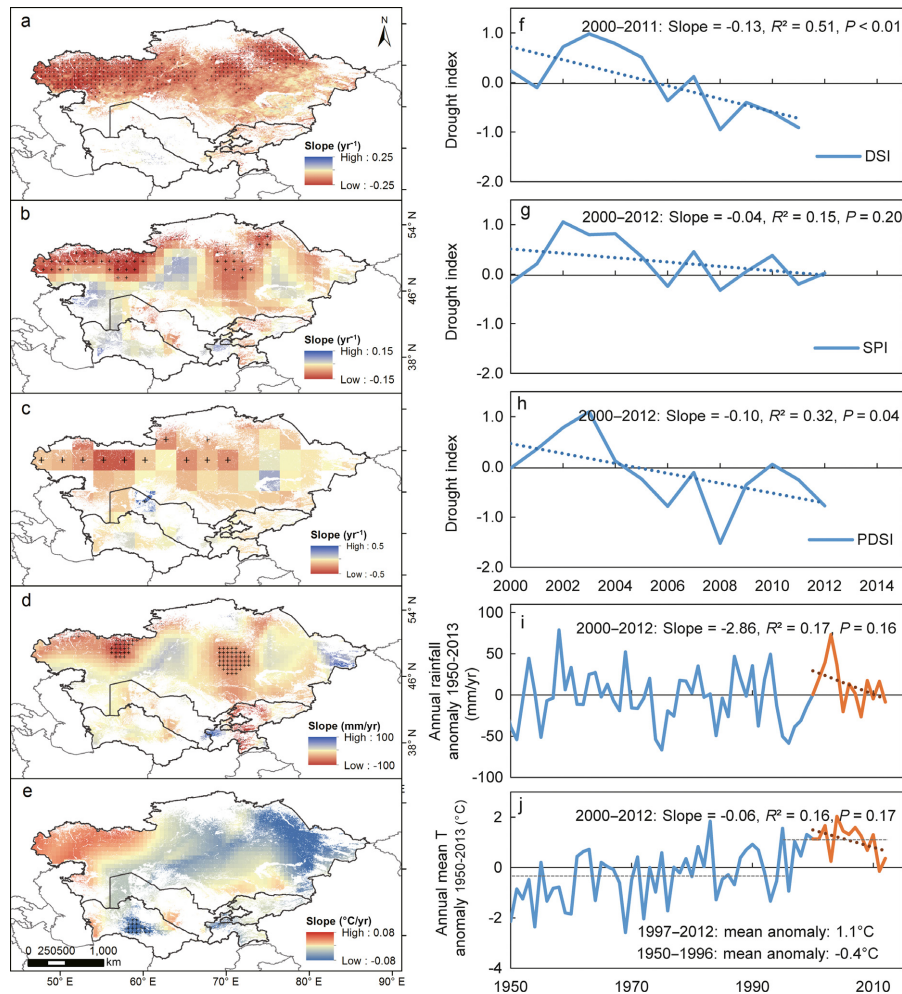 a
N
Slope (yr⁻¹)
High : 0.25
Low : -0.25
b
54° N
46° N
38° N
Slope (yr⁻¹)
High : 0.15
Low : -0.15
c
Slope (yr⁻¹)
High : 0.5
Low : -0.5
d
54° N
46° N
38° N
Slope (mm/yr)
High : 100
Low : -100
e
Slope (°C/yr)
High : 0.08
Low : -0.08
0 250500 1,000
km
50° E 60° E 70° E 80° E 90° E
f
2000–2011: Slope = -0.13, R² = 0.51, P < 0.01
Drought index
1.0
0.0
-1.0
-2.0
DSI
g
2000–2012: Slope = -0.04, R² = 0.15, P = 0.20
Drought index
1.0
0.0
-1.0
-2.0
SPI
h
2000–2012: Slope = -0.10, R² = 0.32, P = 0.04
Drought index
1.0
0.0
-1.0
-2.0
PDSI
2000 2002 2004 2006 2008 2010 2012 2014
i
2000–2012: Slope = -2.86, R² = 0.17, P = 0.16
Annual rainfall
anomaly 1950-2013
(mm/yr)
100
50
0
-50
-100
j
2000–2012: Slope = -0.06, R² = 0.16, P = 0.17
Annual mean T
anomaly 1950-2013 (°C)
2
0
-2
-4
1997–2012: mean anomaly: 1.1°C
1950–1996: mean anomaly: -0.4°C
1950 1970 1990 2010